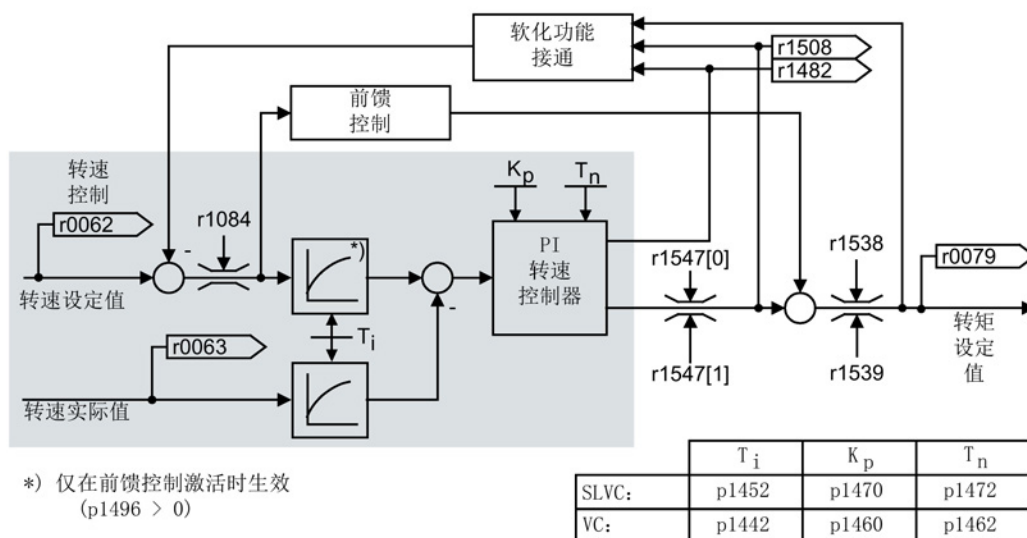 软化功能
接通
r1508
r1482
前馈
控制
转速
控制
r0062
r1084
*)
Kp
Tn
PI
转速
控制器
r1547[0]
r1538
r0079
-
转速设定值
-
r0063
Ti
r1547[1]
r1539
转矩
设定
值
转速实际值
*) 仅在前馈控制激活时生效
(p1496 > 0)
Ti Kp Tn
SLVC: p1452 p1470 p1472
VC: p1442 p1460 p1462